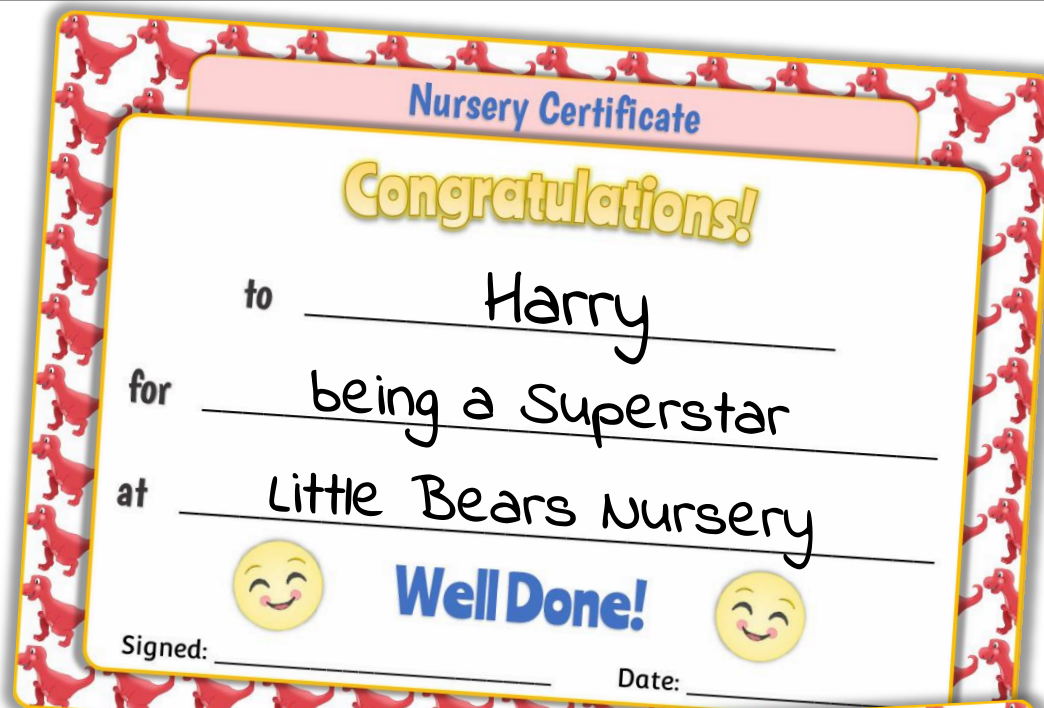 Nursery Certificate
Congratulations!
to Harry
for being a Superstar
at Little Bears Nursery
Well Done!
Signed:
Date: